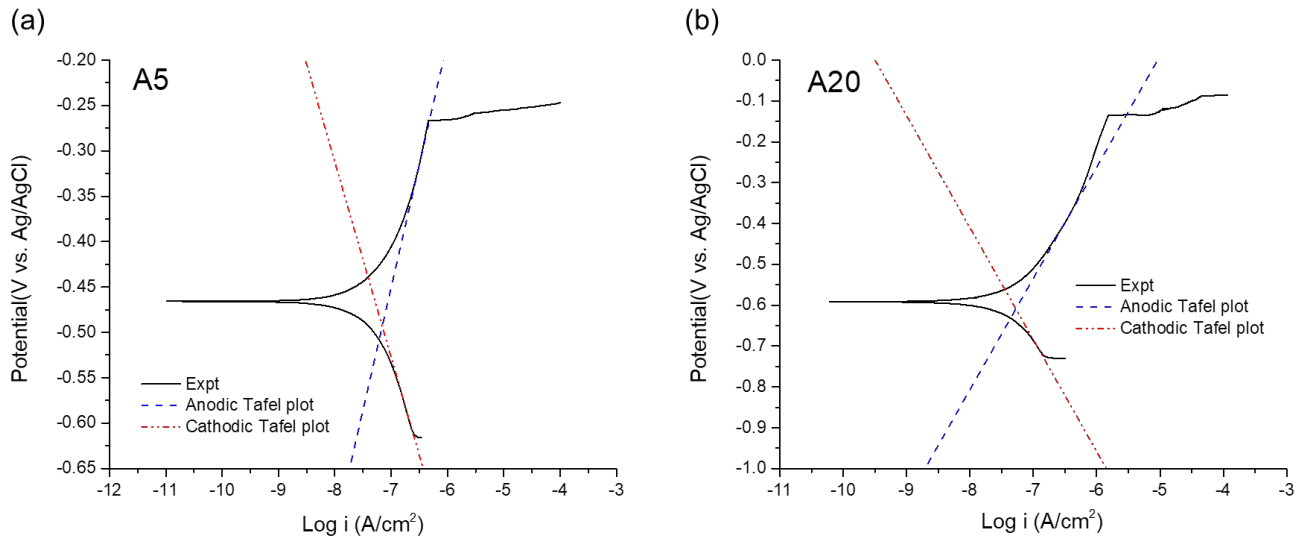 (a)
A5
Potential(V vs. Ag/AgCl)
-0.20
-0.25
-0.30
-0.35
-0.40
-0.45
-0.50
-0.55
-0.60
-0.65
Expt
Anodic Tafel plot
Cathodic Tafel plot
-12 -11 -10 -9 -8 -7 -6 -5 -4 -3
Log i (A/cm²)
(b)
A20
Potential(V vs. Ag/AgCl)
0.0
-0.1
-0.2
-0.3
-0.4
-0.5
-0.6
-0.7
-0.8
-0.9
-1.0
Expt
Anodic Tafel plot
Cathodic Tafel plot
-11 -10 -9 -8 -7 -6 -5 -4 -3
Log i (A/cm²)